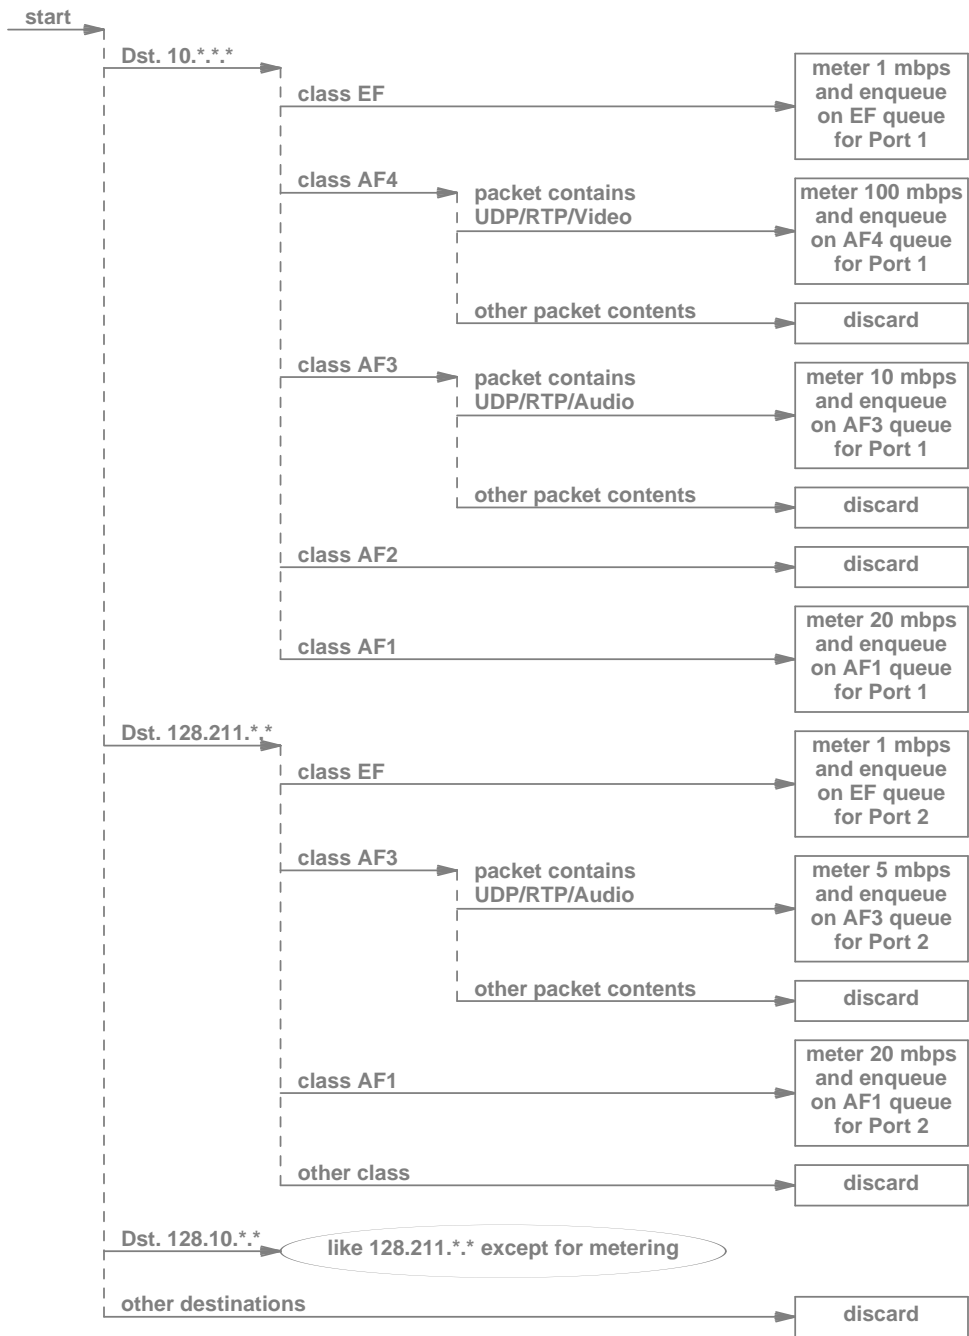 start
Dst. 10.*.*.*
class EF
meter 1 mbps
and enqueue
on EF queue
for Port 1
class AF4
packet contains
UDP/RTP/Video
meter 100 mbps
and enqueue
on AF4 queue
for Port 1
other packet contents
discard
class AF3
packet contains
UDP/RTP/Audio
meter 10 mbps
and enqueue
on AF3 queue
for Port 1
other packet contents
discard
class AF2
discard
class AF1
meter 20 mbps
and enqueue
on AF1 queue
for Port 1
Dst. 128.211.*.*
class EF
meter 1 mbps
and enqueue
on EF queue
for Port 2
class AF3
packet contains
UDP/RTP/Audio
meter 5 mbps
and enqueue
on AF3 queue
for Port 2
other packet contents
discard
class AF1
meter 20 mbps
and enqueue
on AF1 queue
for Port 2
other class
discard
Dst. 128.10.*.*
like 128.211.*.* except for metering
other destinations
discard